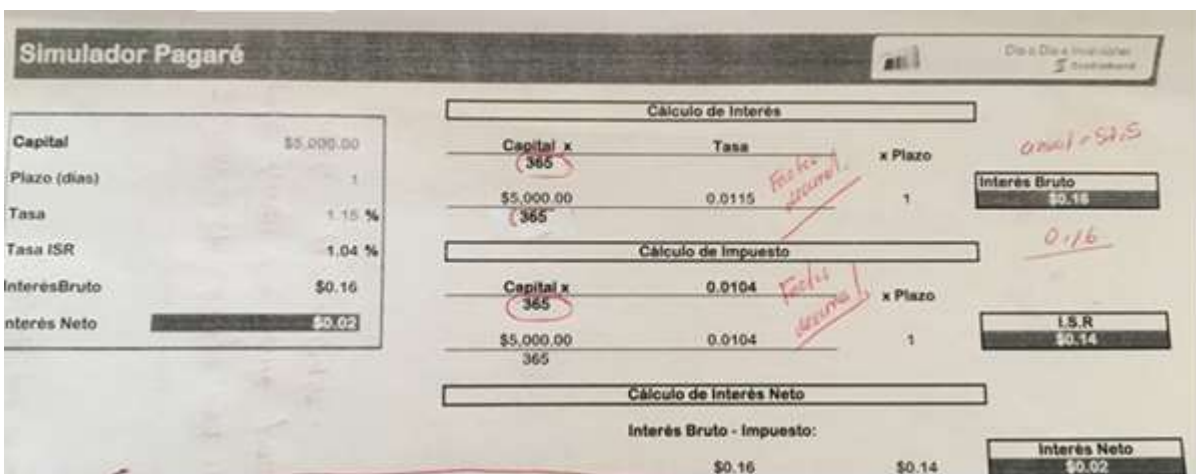 Simulador Pagaré
Capital $5,000.00
Plazo (días) 1
Tasa 1.15 %
Tasa ISR 1.04 %
InterésBruto $0.16
nterés Neto $0.02
Cálculo de Interés
Capital x Tasa x Plazo
365
$5,000.00 0.0115 1
365
Factor decimal.
anual = 57.5
Interés Bruto
$0.16
0.16
Cálculo de Impuesto
Capital x 0.0104 x Plazo
365
$5,000.00 0.0104 1
365
Factor decimal
I.S.R
$0.14
Cálculo de Interés Neto
Interés Bruto - Impuesto:
$0.16 $0.14
Interés Neto
$0.02